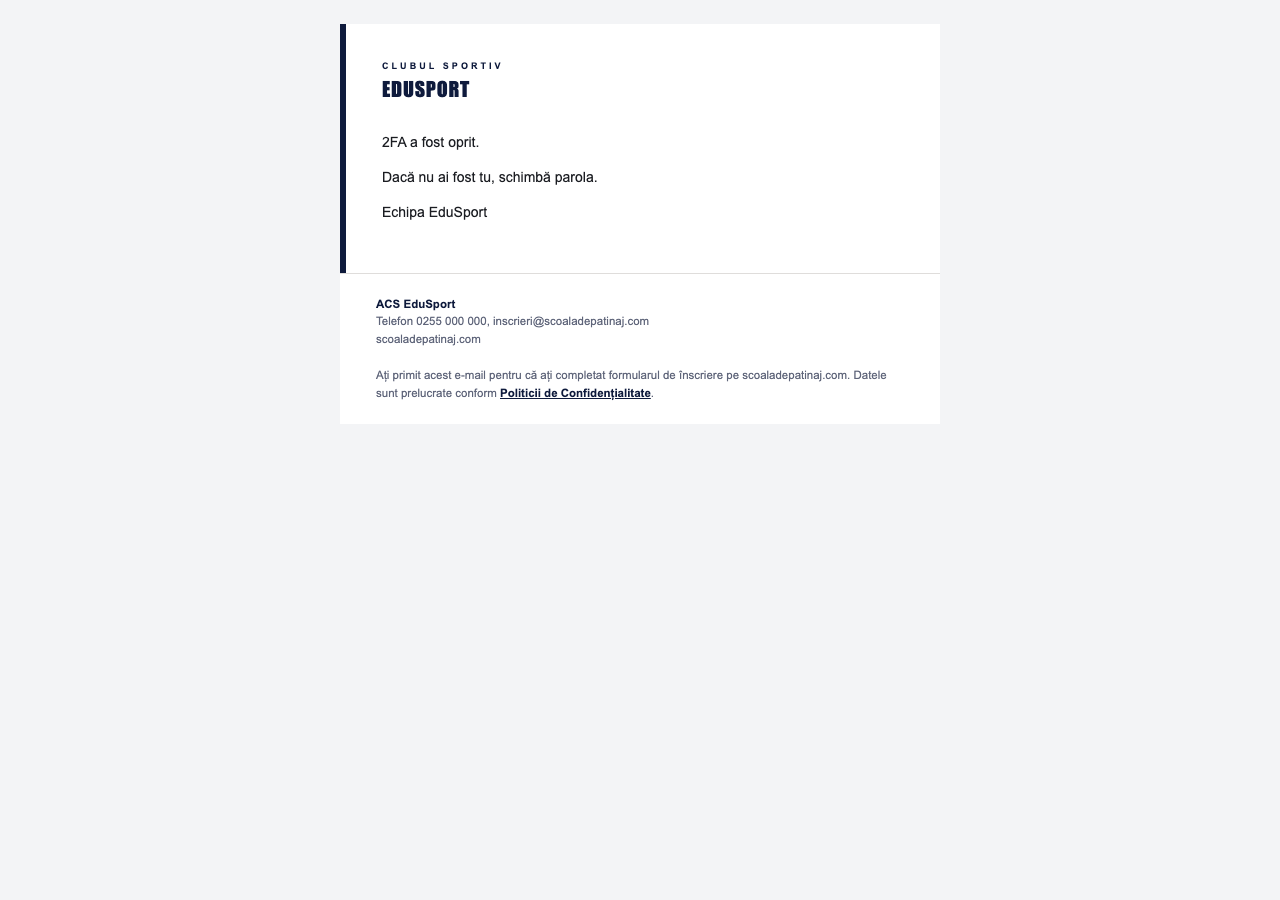 CLUBUL SPORTIV
EDUSPORT
2FA a fost oprit.
Dacă nu ai fost tu, schimbă parola.
Echipa EduSport
ACS EduSport
Telefon 0255 000 000, inscrieri@scoaladepatinaj.com
scoaladepatinaj.com
Ați primit acest e-mail pentru că ați completat formularul de înscriere pe scoaladepatinaj.com. Datele
sunt prelucrate conform Politicii de Confidențialitate.